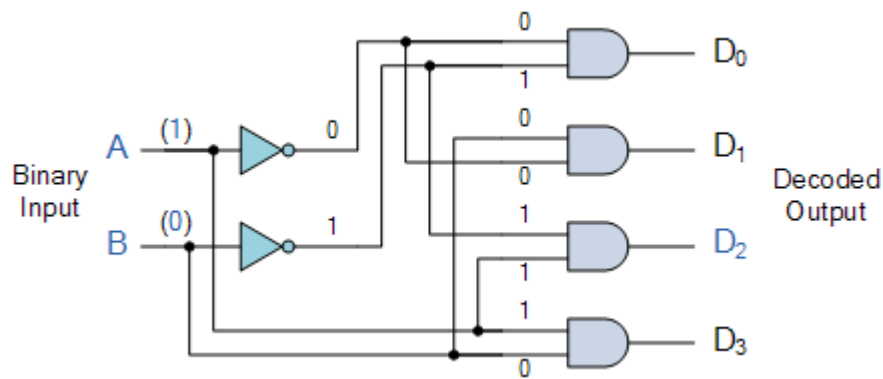 0
D0
1
A (1) 0
0
D1
0
Binary
Input
Decoded
Output
B (0) 1
1
D2
1
1
D3
0